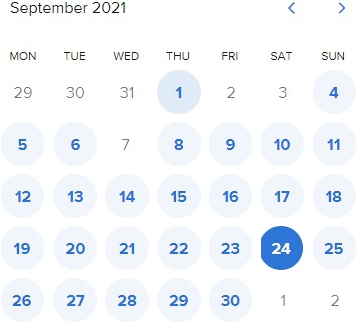 September 2021
MON TUE WED THU FRI SAT SUN
29 30 31 1 2 3 4
5 6 7 8 9 10 11
12 13 14 15 16 17 18
19 20 21 22 23 24 25
26 27 28 29 30 1 2